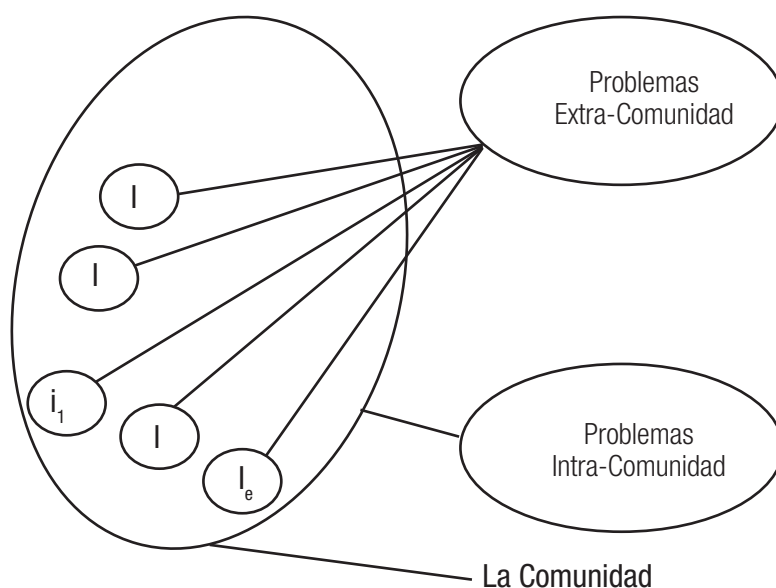 Problemas
Extra-Comunidad
I
I
i₁
I
Iₑ
Problemas
Intra-Comunidad
La Comunidad